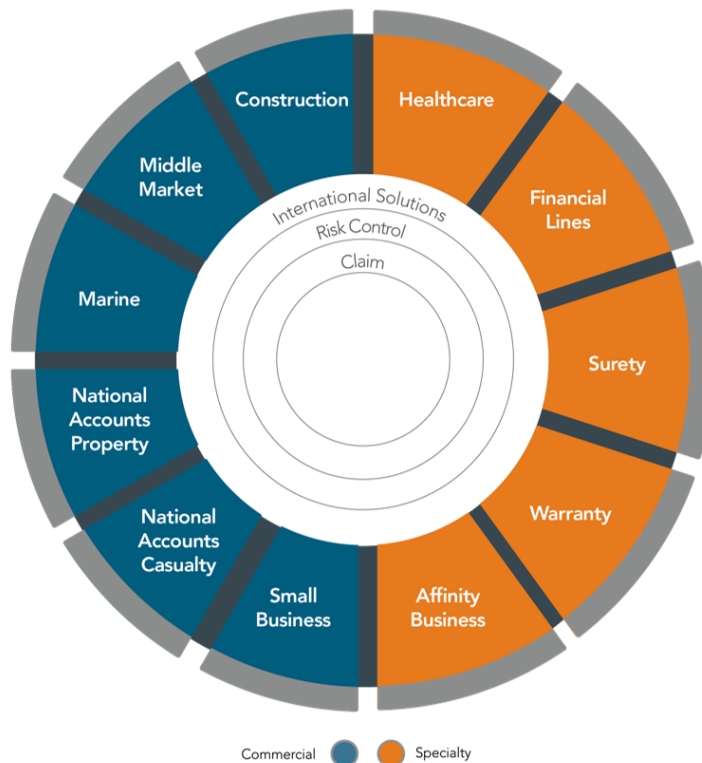 Construction
Healthcare
Middle
Market
Financial
Lines
International Solutions
Risk Control
Claim
Marine
Surety
National
Accounts
Property
National
Accounts
Casualty
Warranty
Small
Business
Affinity
Business
Commercial
Specialty